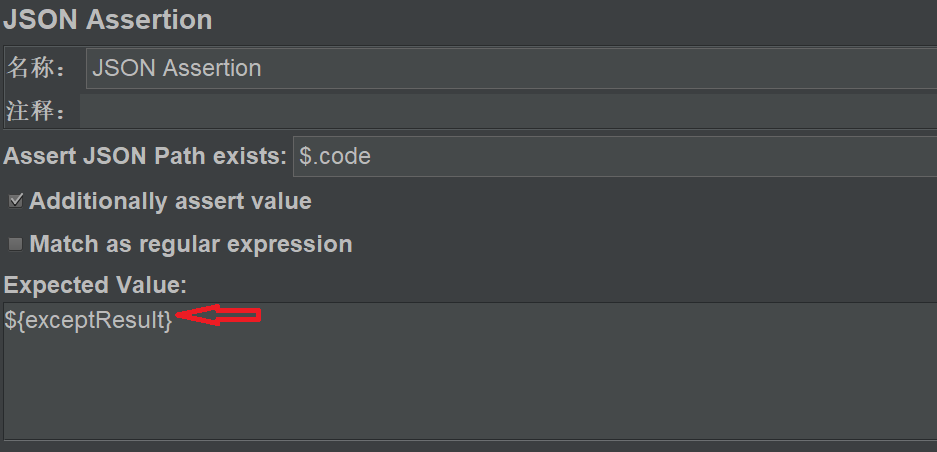 JSON Assertion
名称： JSON Assertion
注释：
Assert JSON Path exists: $.code
Additionally assert value
Match as regular expression
Expected Value:
${exceptResult}